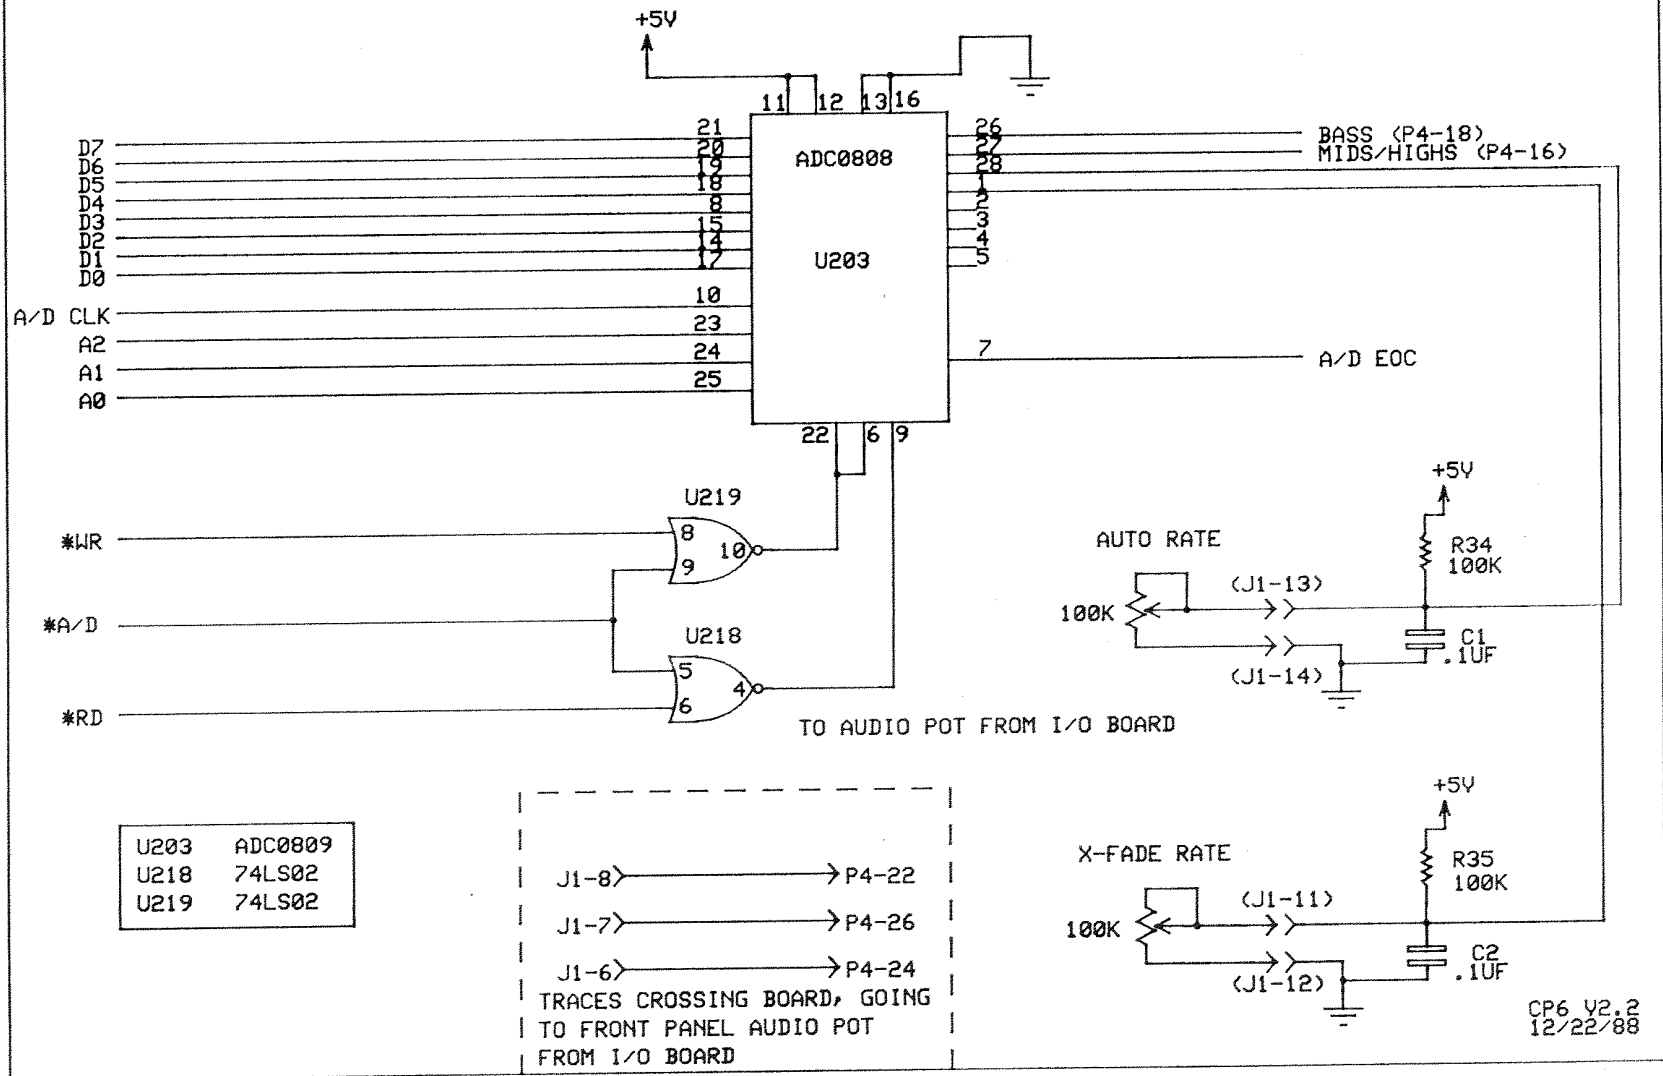 +5V
11 12 13 16
ADC0808
U203
D7 21
D6 20
D5 19
D4 18
D3 8
D2 15
D1 14
D0 17
A/D CLK 10
A2 23
A1 24
A0 25
26 BASS (P4-18)
27 MIDS/HIGHS (P4-16)
28
1
2
3
4
5
7 A/D EOC
22 6 9
U219
*WR 8
10
9
*A/D
U218
5
4
*RD 6
TO AUDIO POT FROM I/O BOARD
+5V
AUTO RATE
R34
100K
(J1-13)
100K
C1
.1UF
(J1-14)
+5V
X-FADE RATE
R35
100K
(J1-11)
100K
C2
.1UF
(J1-12)
U203 ADC0809
U218 74LS02
U219 74LS02
J1-8 P4-22
J1-7 P4-26
J1-6 P4-24
TRACES CROSSING BOARD, GOING
TO FRONT PANEL AUDIO POT
FROM I/O BOARD
CP6 V2.2
12/22/88